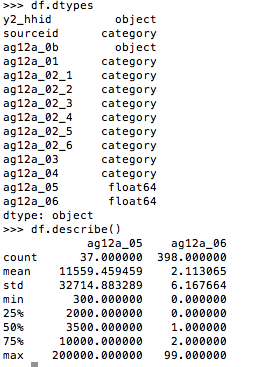 >>> df.dtypes
y2_hhid object
sourceid category
ag12a_0b object
ag12a_01 category
ag12a_02_1 category
ag12a_02_2 category
ag12a_02_3 category
ag12a_02_4 category
ag12a_02_5 category
ag12a_02_6 category
ag12a_03 category
ag12a_04 category
ag12a_05 float64
ag12a_06 float64
dtype: object
>>> df.describe()
ag12a_05 ag12a_06
count 37.000000 398.000000
mean 11559.459459 2.113065
std 32714.883289 6.167664
min 300.000000 0.000000
25% 2000.000000 0.000000
50% 3500.000000 1.000000
75% 10000.000000 2.000000
max 200000.000000 99.000000